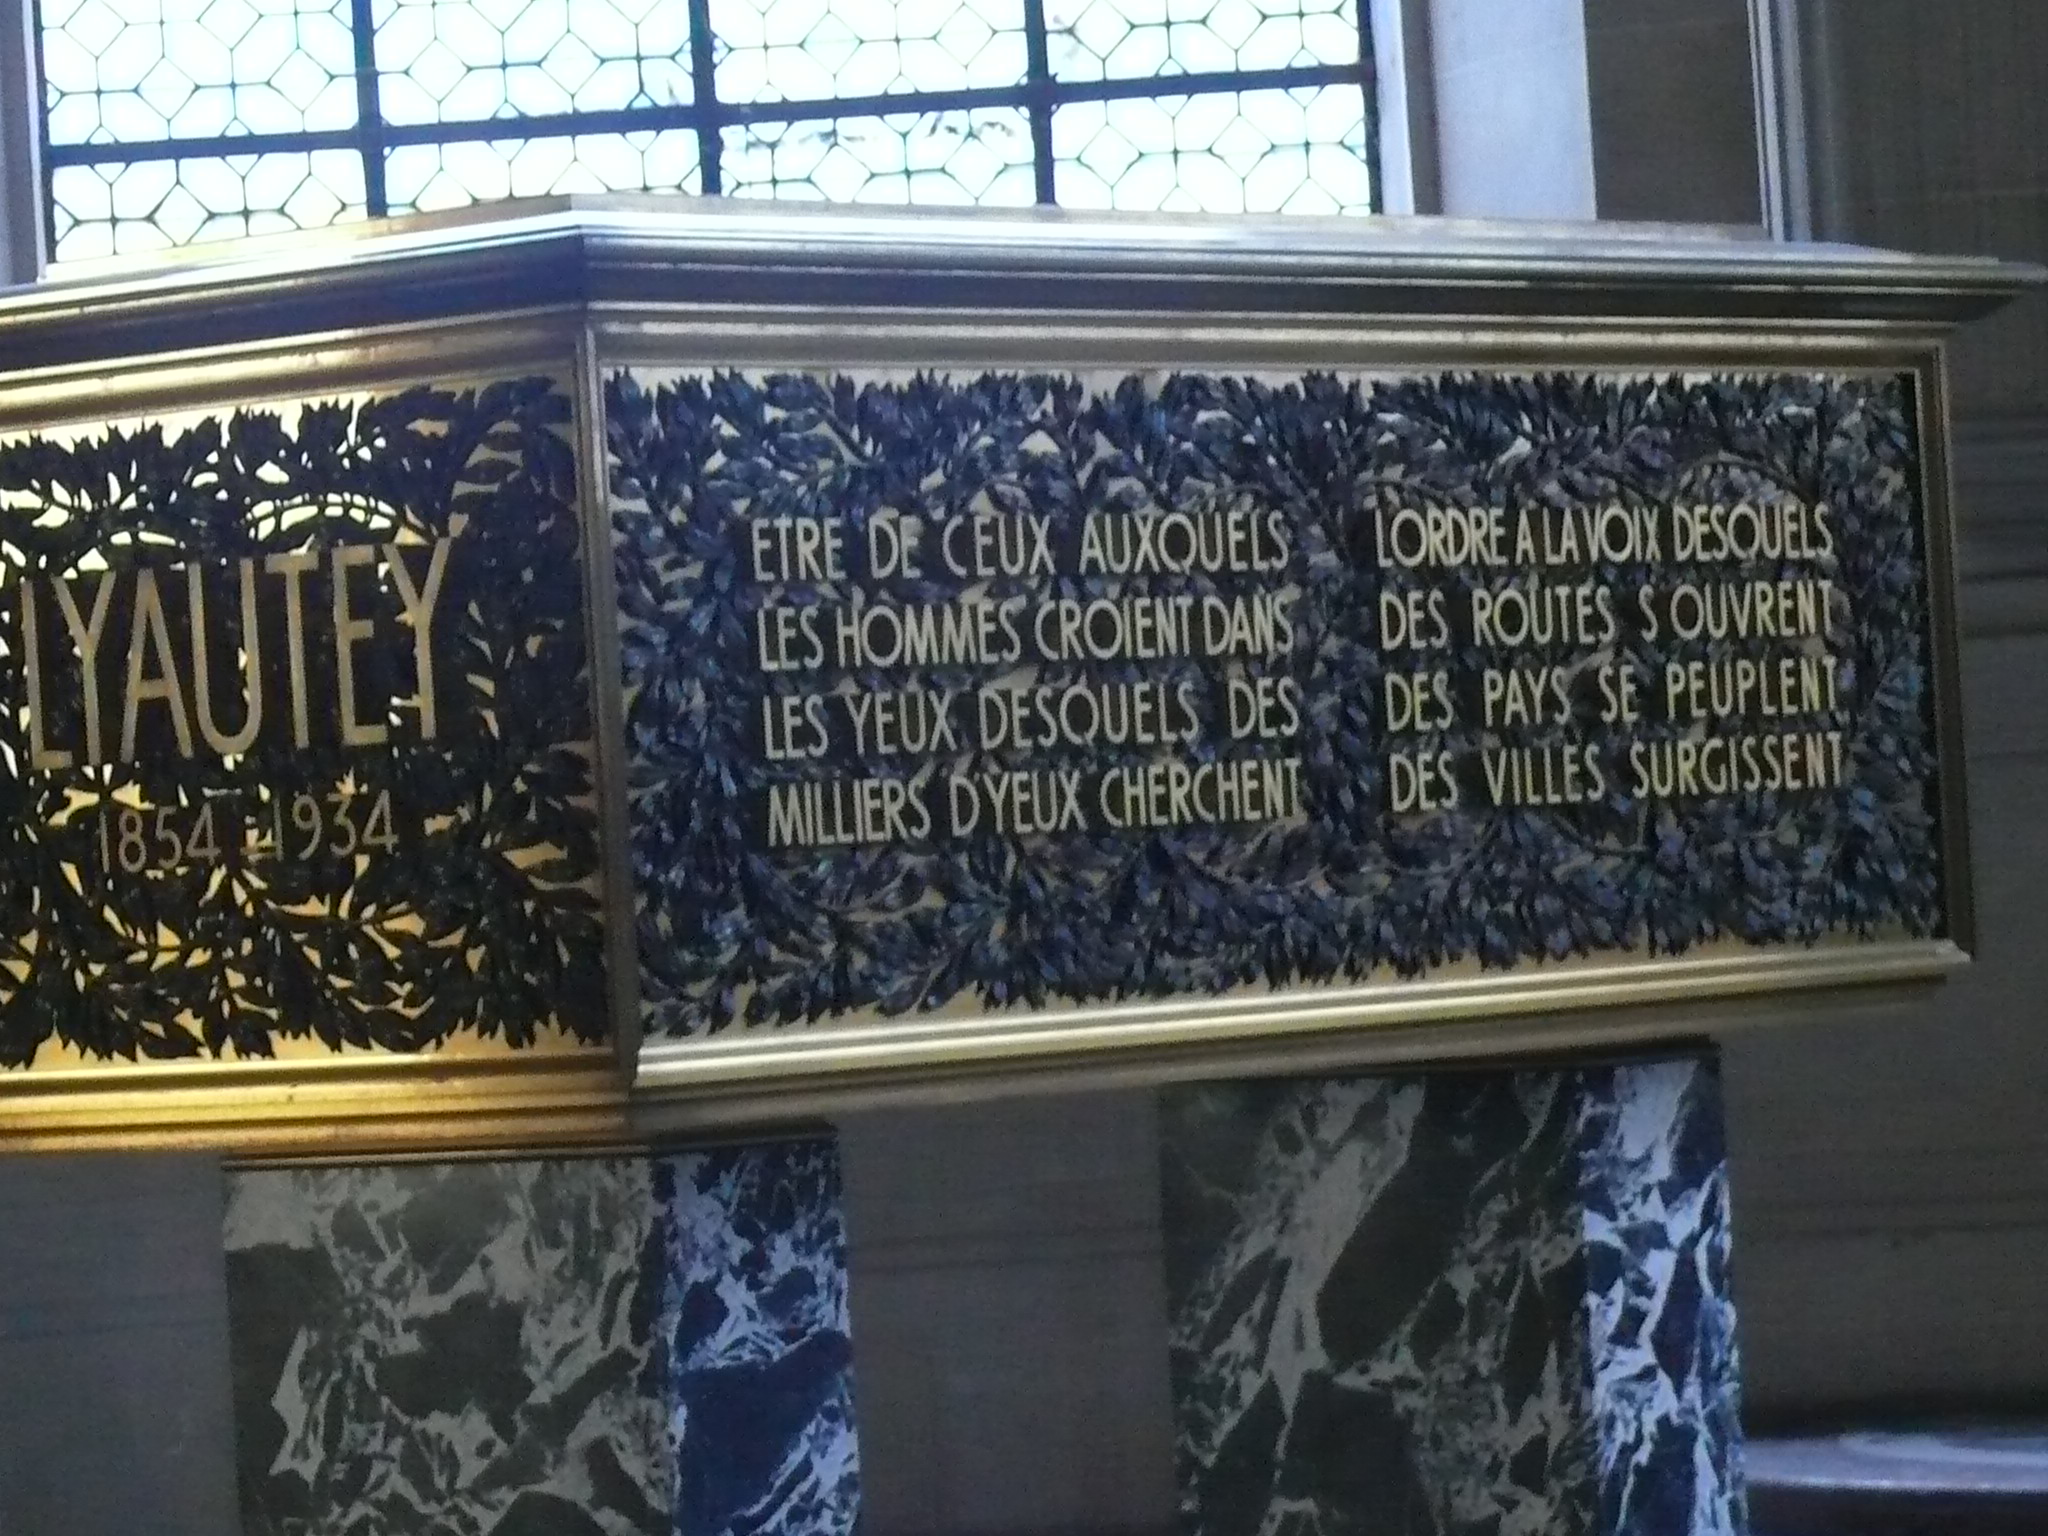 LYAUTEY
1854-1934
ETRE DE CEUX AUXQUELS
LES HOMMES CROIENT DANS
LES YEUX DESQUELS DES
MILLIERS D'YEUX CHERCHENT
L'ORDRE A LA VOIX DESQUELS
DES ROUTES S'OUVRENT
DES PAYS SE PEUPLENT
DES VILLES SURGISSENT